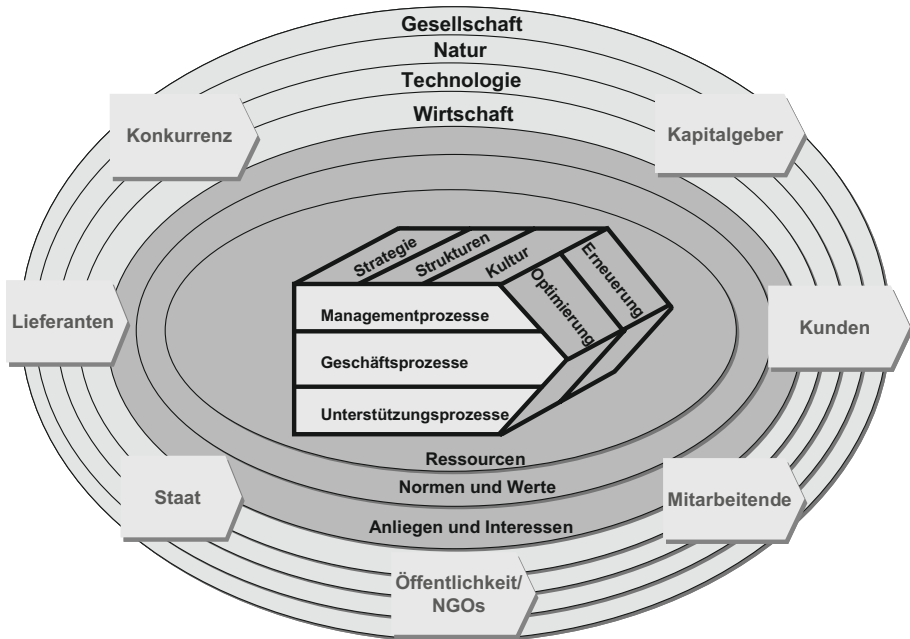 Gesellschaft
Natur
Technologie
Wirtschaft
Konkurrenz
Kapitalgeber
Strategie
Strukturen
Kultur
Optimierung
Erneuerung
Managementprozesse
Geschäftsprozesse
Unterstützungsprozesse
Lieferanten
Kunden
Ressourcen
Normen und Werte
Anliegen und Interessen
Staat
Mitarbeitende
Öffentlichkeit/
NGOs